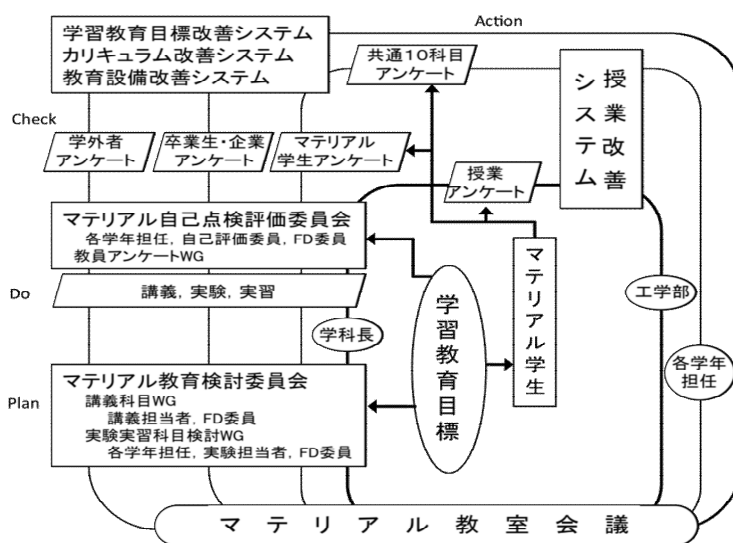 Action
学習教育目標改善システム
カリキュラム改善システム
教育設備改善システム
共通10科目
アンケート
授業改善
システム
Check
学外者
アンケート
卒業生・企業
アンケート
マテリアル
学生アンケート
授業
アンケート
マテリアル自己点検評価委員会
各学年担任, 自己評価委員, FD委員
教員アンケートWG
マテリアル学生
Do
講義, 実験, 実習
学習教育目標
工学部
学科長
各学年
担任
Plan
マテリアル教育検討委員会
講義科目WG
講義担当者, FD委員
実験実習科目検討WG
各学年担任, 実験担当者, FD委員
マテリアル教室会議